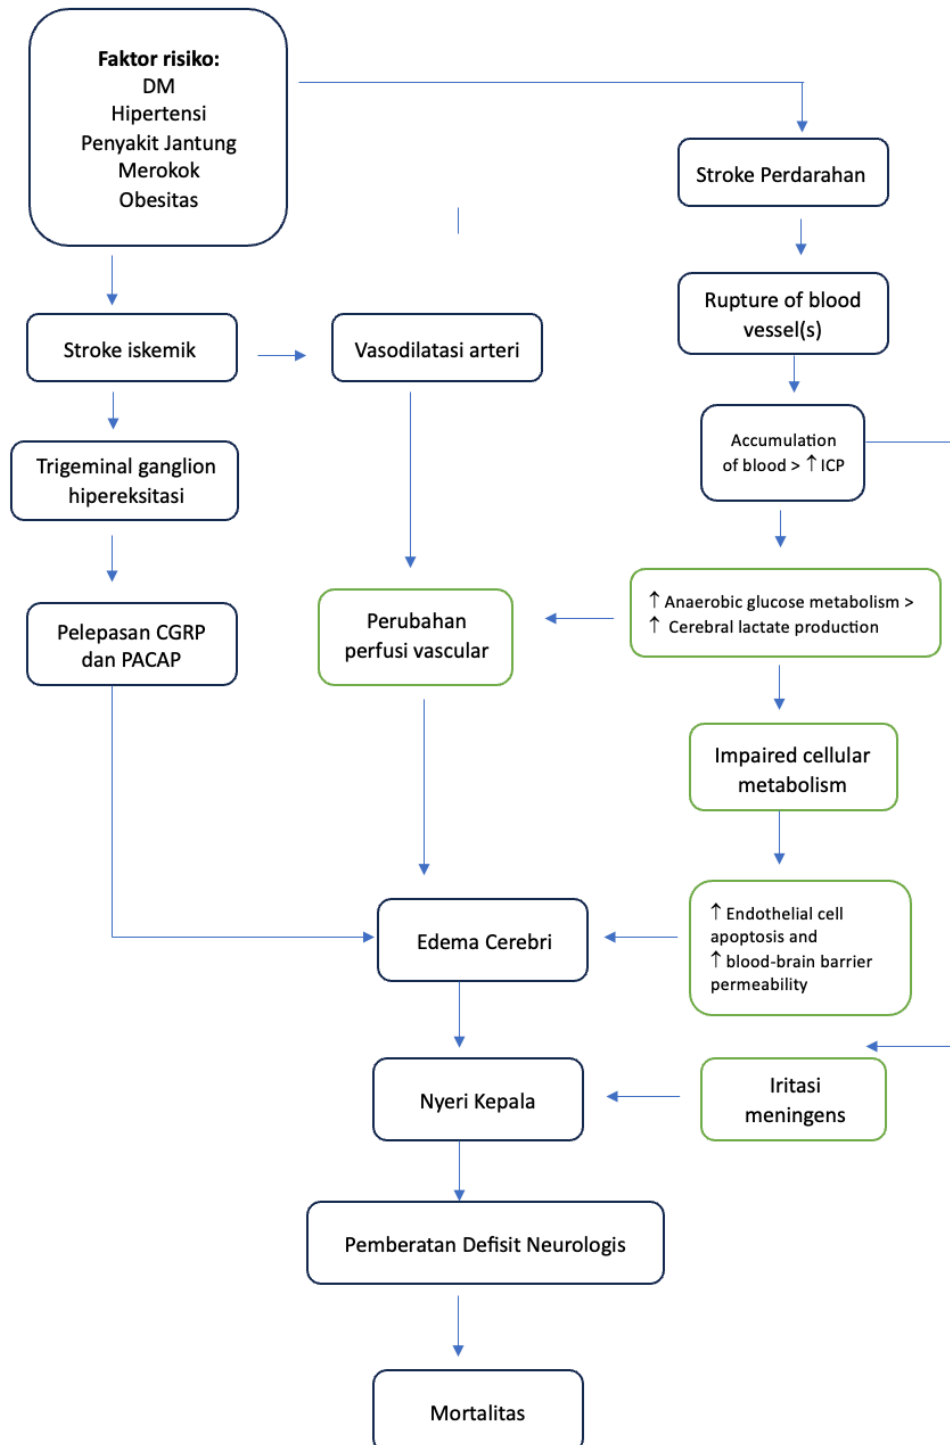 Faktor risiko:
DM
Hipertensi
Penyakit Jantung
Merokok
Obesitas
Stroke Perdarahan
Rupture of blood
vessel(s)
Stroke iskemik
Vasodilatasi arteri
Accumulation
of blood > ↑ ICP
Trigeminal ganglion
hipereksitasi
↑ Anaerobic glucose metabolism >
↑ Cerebral lactate production
Perubahan
perfusi vascular
Pelepasan CGRP
dan PACAP
Impaired cellular
metabolism
↑ Endothelial cell
apoptosis and
↑ blood-brain barrier
permeability
Edema Cerebri
Iritasi
meningens
Nyeri Kepala
Pemberatan Defisit Neurologis
Mortalitas